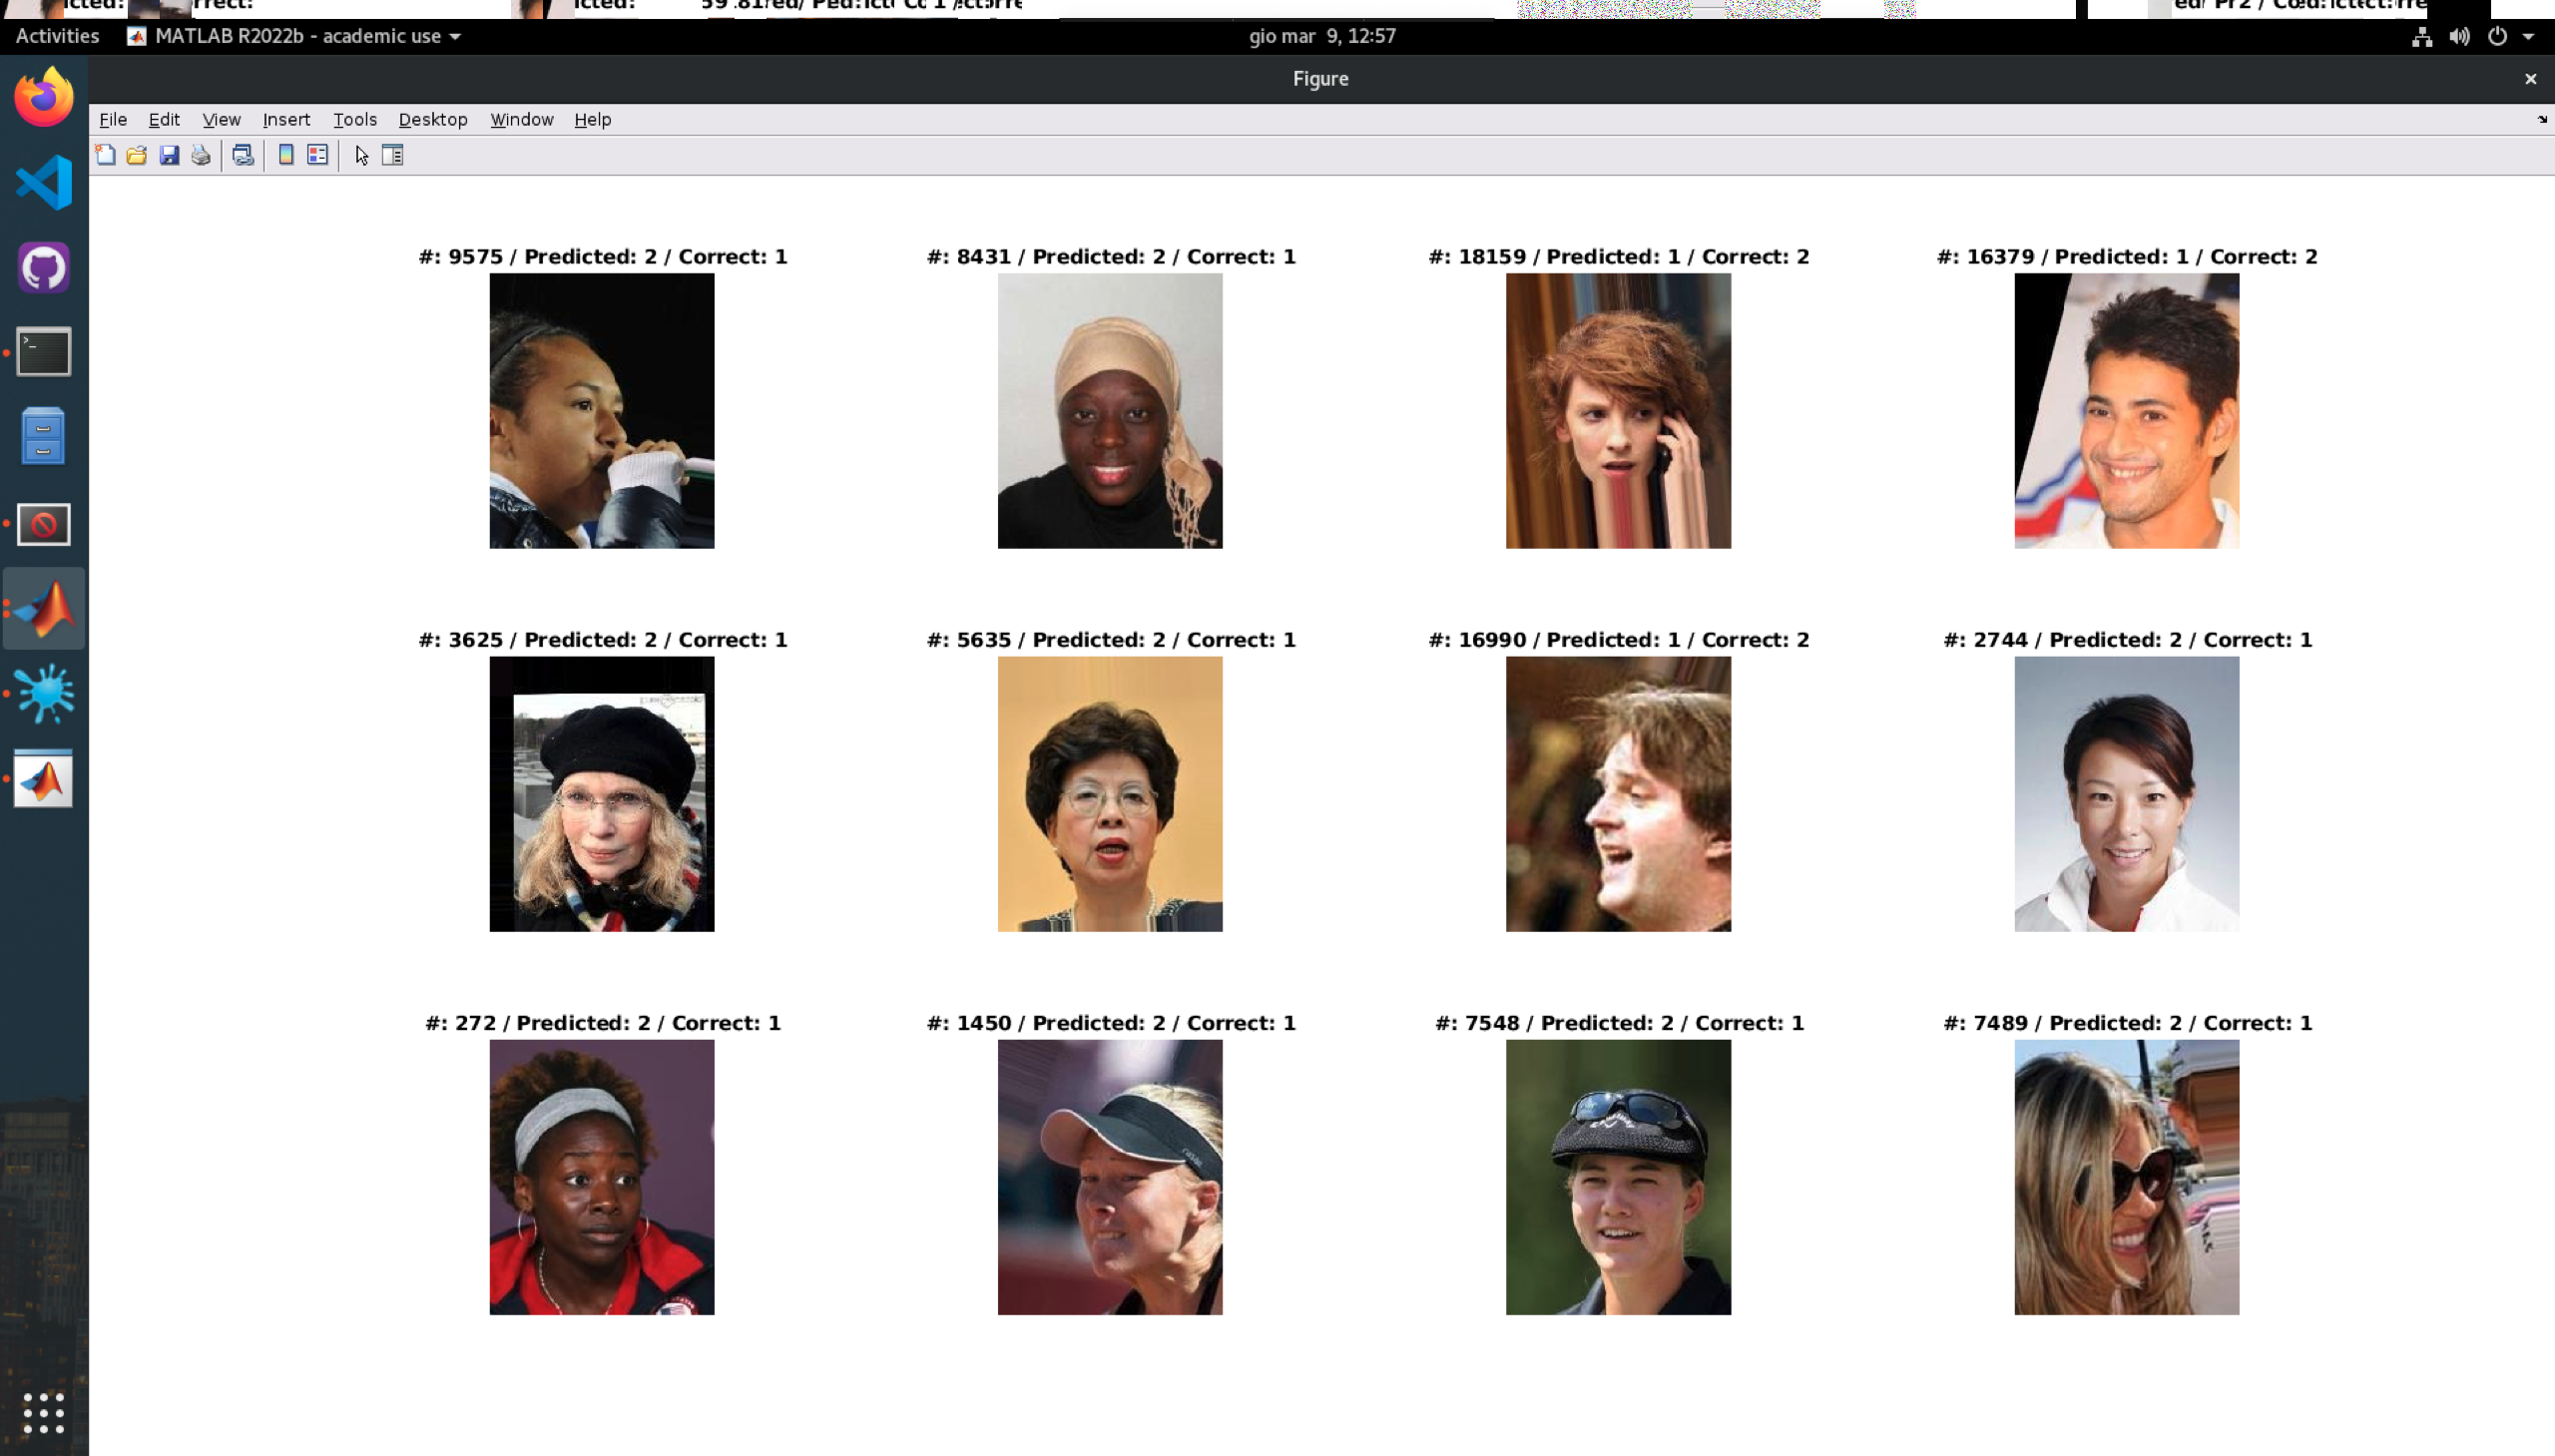 Activities MATLAB R2022b - academic use gio mar 9, 12:57
Figure
File Edit View Insert Tools Desktop Window Help
#: 9575 / Predicted: 2 / Correct: 1
#: 8431 / Predicted: 2 / Correct: 1
#: 18159 / Predicted: 1 / Correct: 2
#: 16379 / Predicted: 1 / Correct: 2
#: 3625 / Predicted: 2 / Correct: 1
#: 5635 / Predicted: 2 / Correct: 1
#: 16990 / Predicted: 1 / Correct: 2
#: 2744 / Predicted: 2 / Correct: 1
#: 272 / Predicted: 2 / Correct: 1
#: 1450 / Predicted: 2 / Correct: 1
#: 7548 / Predicted: 2 / Correct: 1
#: 7489 / Predicted: 2 / Correct: 1